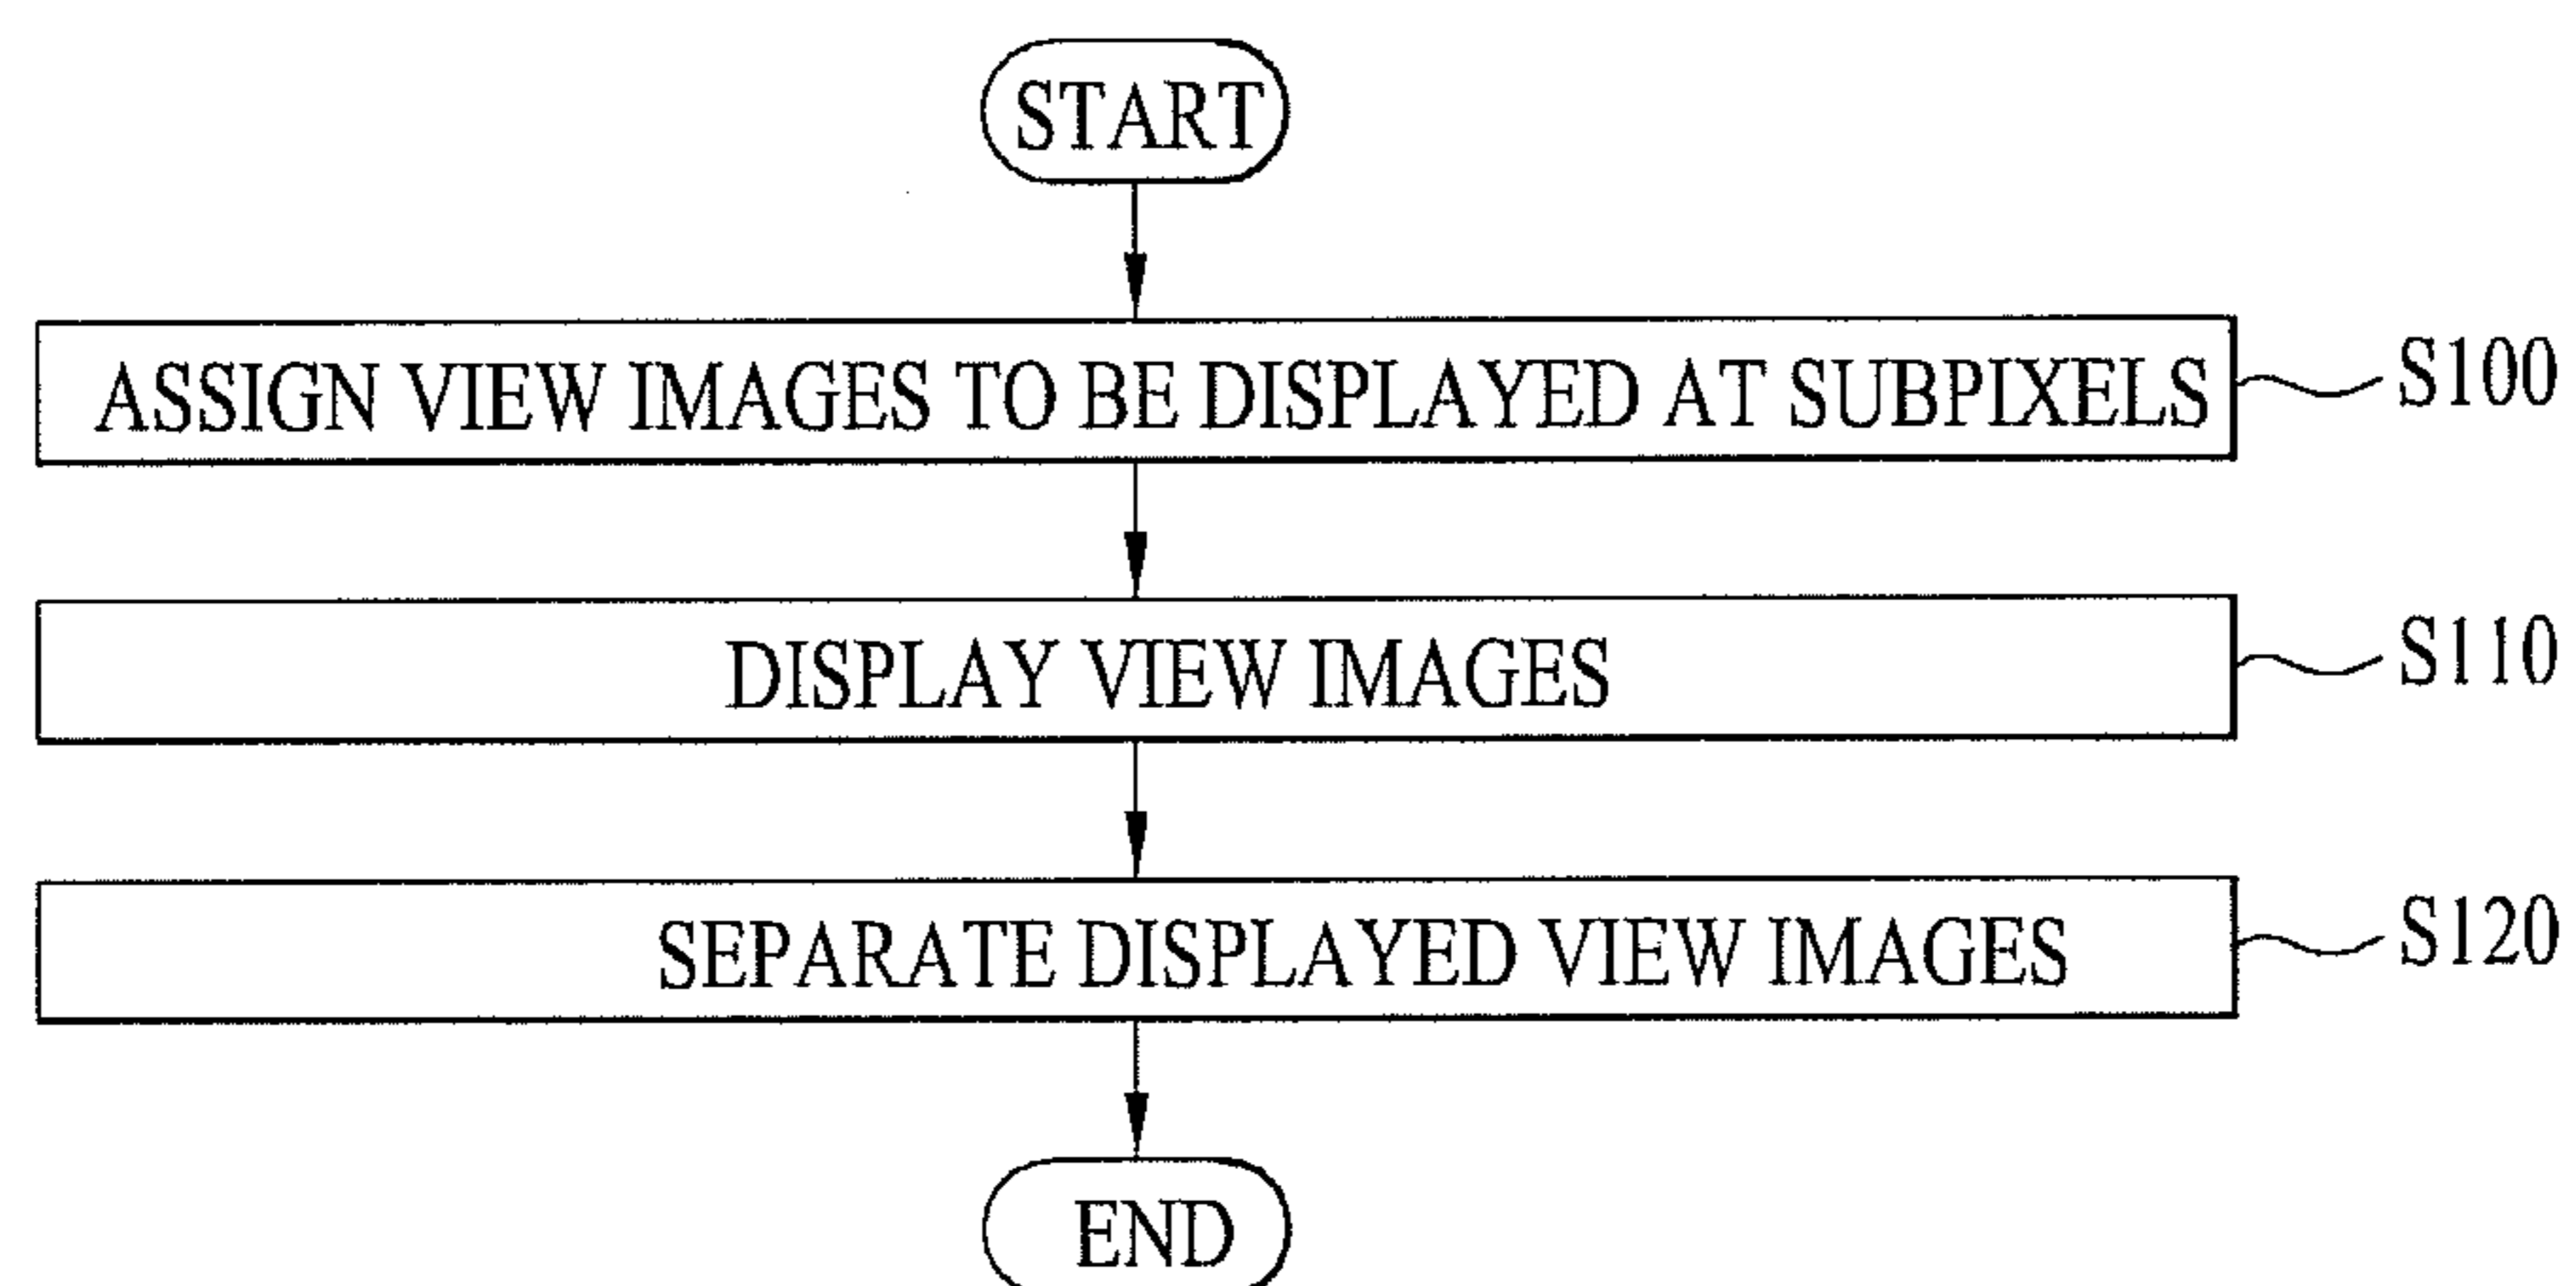 START
ASSIGN VIEW IMAGES TO BE DISPLAYED AT SUBPIXELS
S100
DISPLAY VIEW IMAGES
S110
SEPARATE DISPLAYED VIEW IMAGES
S120
END